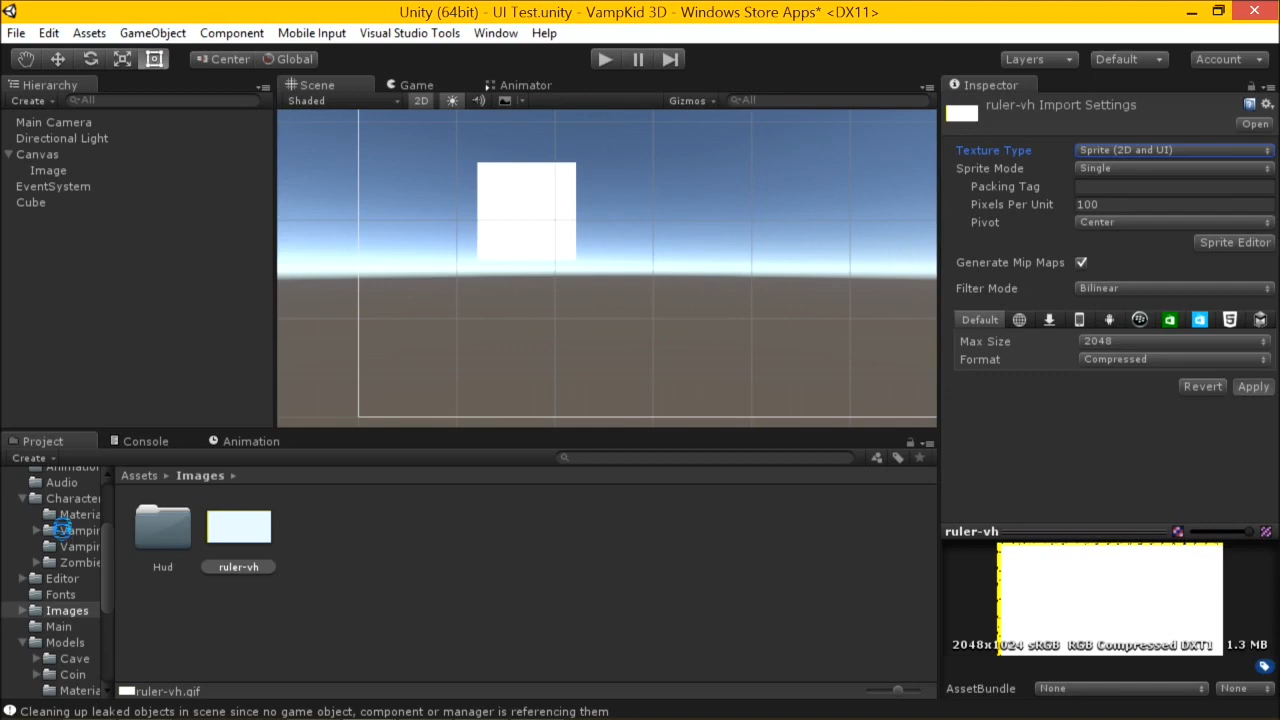 Unity (64bit) - UI Test.unity - VampKid 3D - Windows Store Apps* <DX11>
File Edit Assets GameObject Component Mobile Input Visual Studio Tools Window Help
Center Global Layers Default Account
Hierarchy
Create All
Main Camera
Directional Light
Canvas
Image
EventSystem
Cube
Scene Game Animator
Shaded 2D Gizmos All
Inspector
ruler-vh Import Settings
Open
Texture Type Sprite (2D and UI)
Sprite Mode Single
Packing Tag
Pixels Per Unit 100
Pivot Center
Sprite Editor
Generate Mip Maps
Filter Mode Bilinear
Default
Max Size 2048
Format Compressed
Revert Apply
Project Console Animation
Create
Animation
Audio
Characte
Materia
Vampir
Vampir
Zombie
Editor
Fonts
Images
Main
Models
Cave
Coin
Materia
Assets Images
Hud ruler-vh
ruler-vh.gif
ruler-vh
2048x1024 sRGB RGB Compressed DXT1 1.3 MB
AssetBundle None None
Cleaning up leaked objects in scene since no game object, component or manager is referencing them